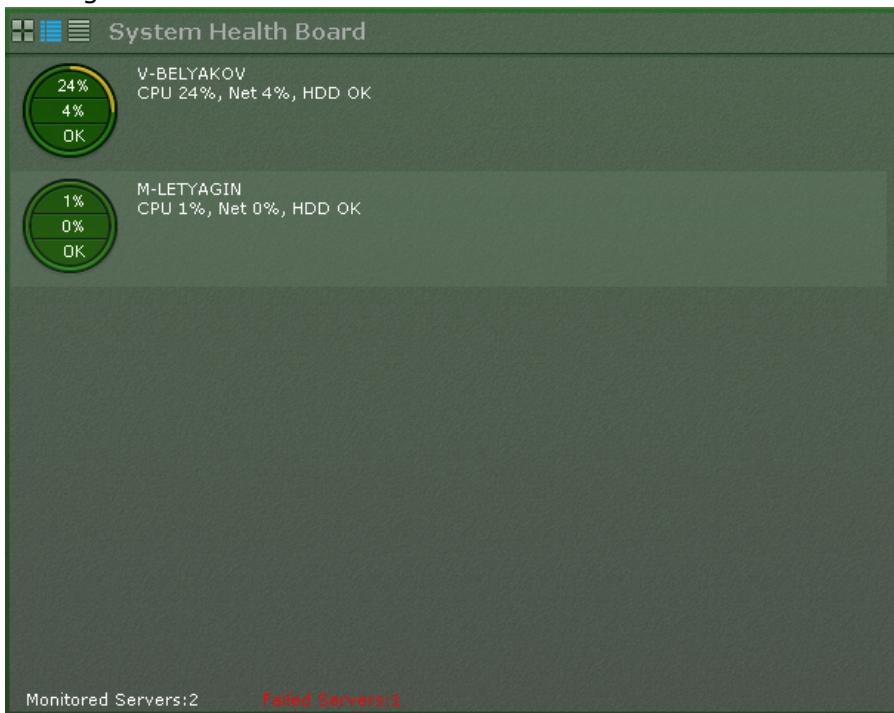 System Health Board
24%
4%
OK
V-BELYAKOV
CPU 24%, Net 4%, HDD OK
1%
0%
OK
M-LETYAGIN
CPU 1%, Net 0%, HDD OK
Monitored Servers:2 Failed Servers:1